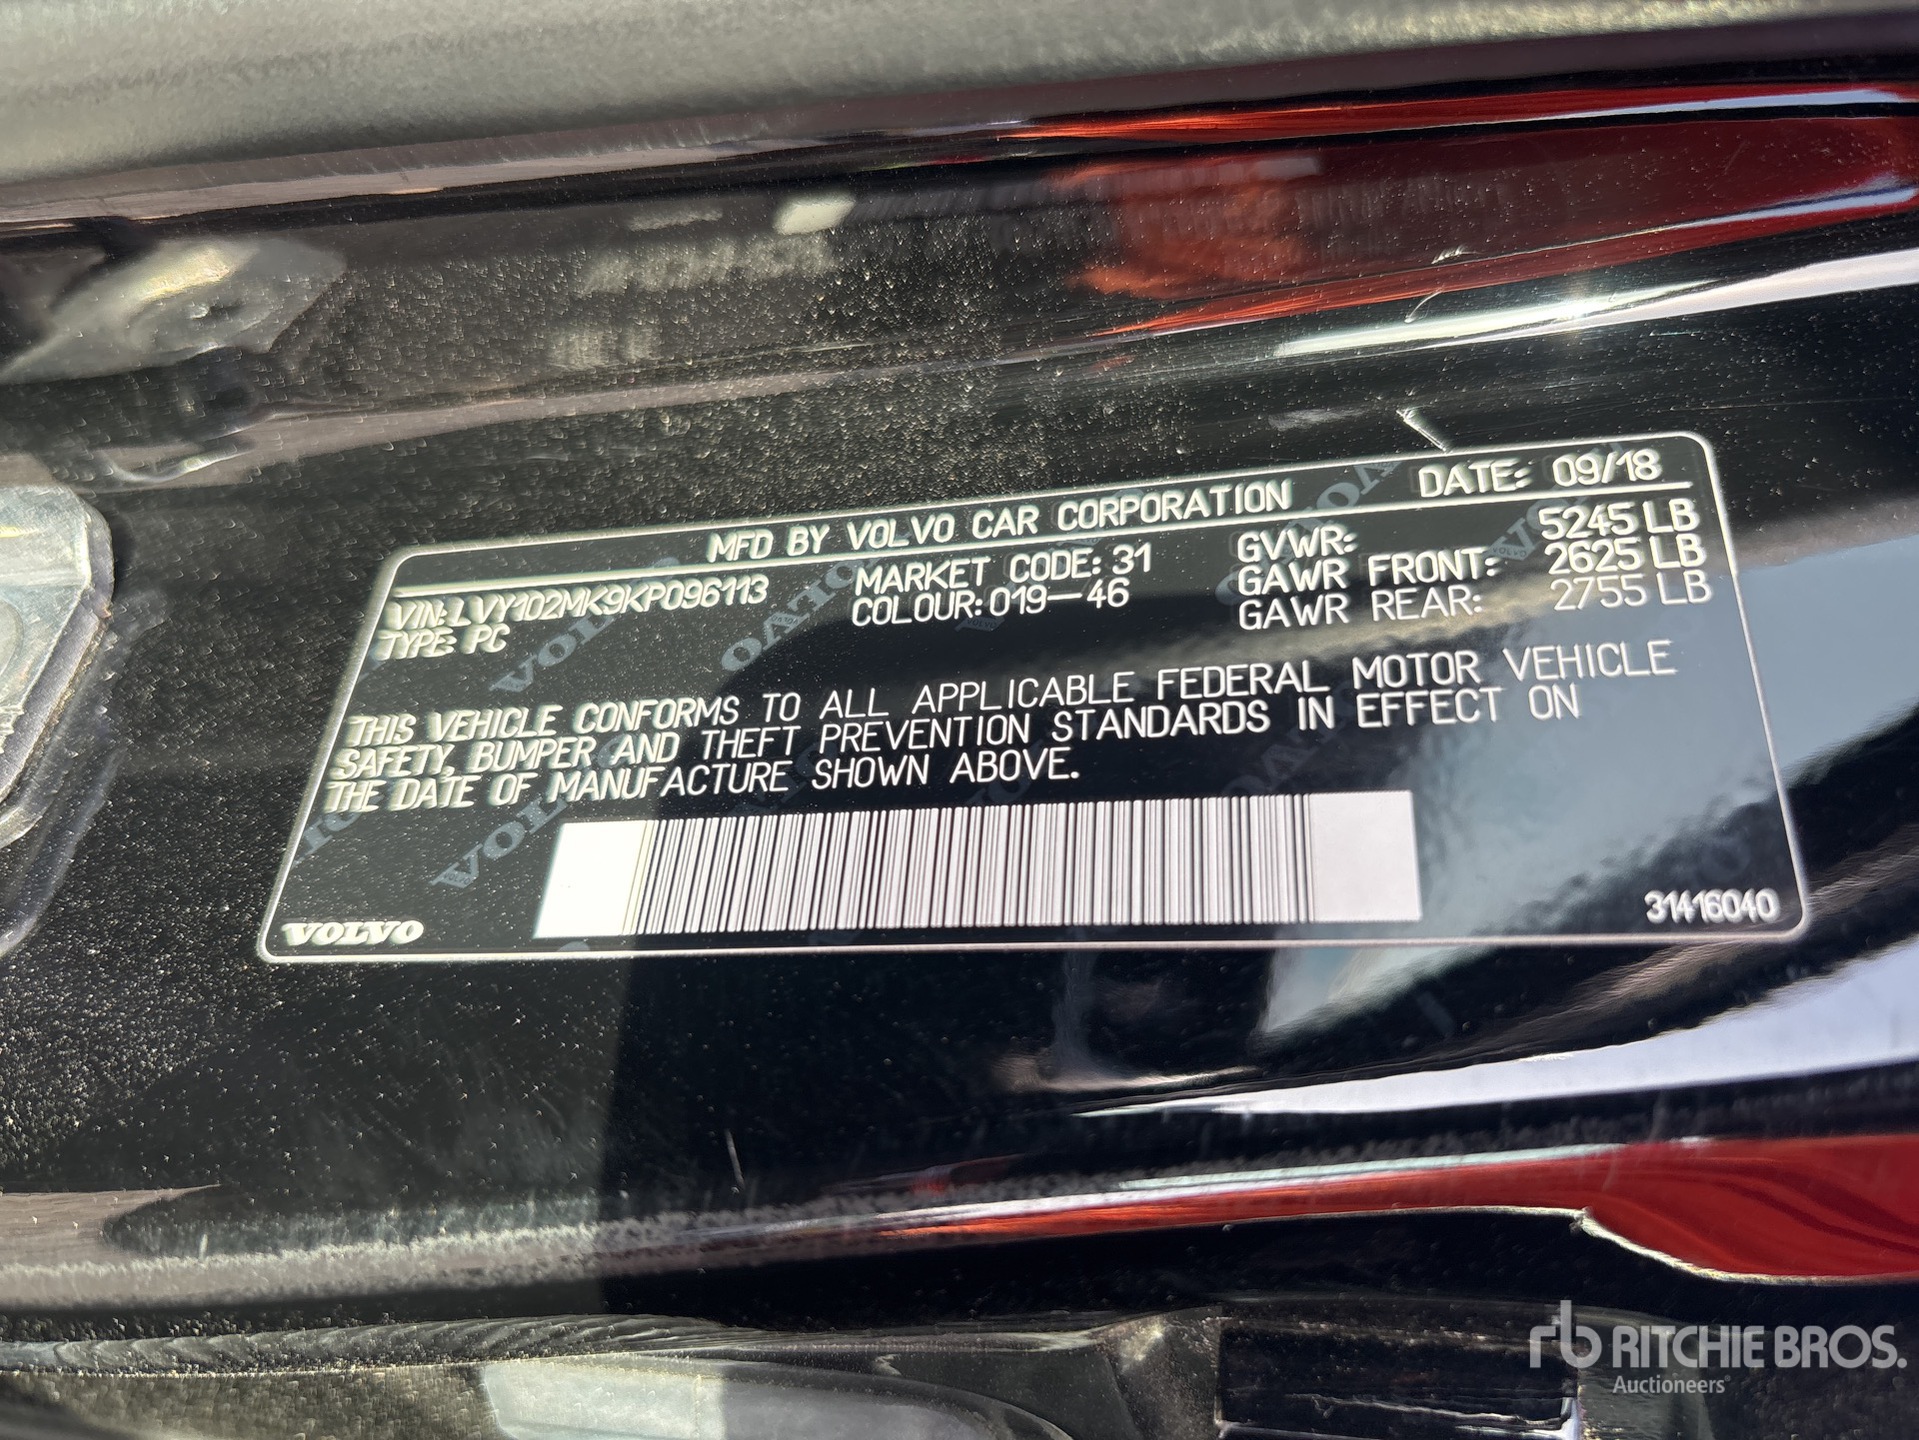 MFD BY VOLVO CAR CORPORATION DATE: 09/18
VIN: LVY102MK9KP096113 MARKET CODE: 31 GVWR: 5245 LB
TYPE: PC COLOUR: 019-46 GAWR FRONT: 2625 LB
GAWR REAR: 2755 LB
THIS VEHICLE CONFORMS TO ALL APPLICABLE FEDERAL MOTOR VEHICLE
SAFETY, BUMPER AND THEFT PREVENTION STANDARDS IN EFFECT ON
THE DATE OF MANUFACTURE SHOWN ABOVE.
VOLVO 31416040
rb RITCHIE BROS.
Auctioneers